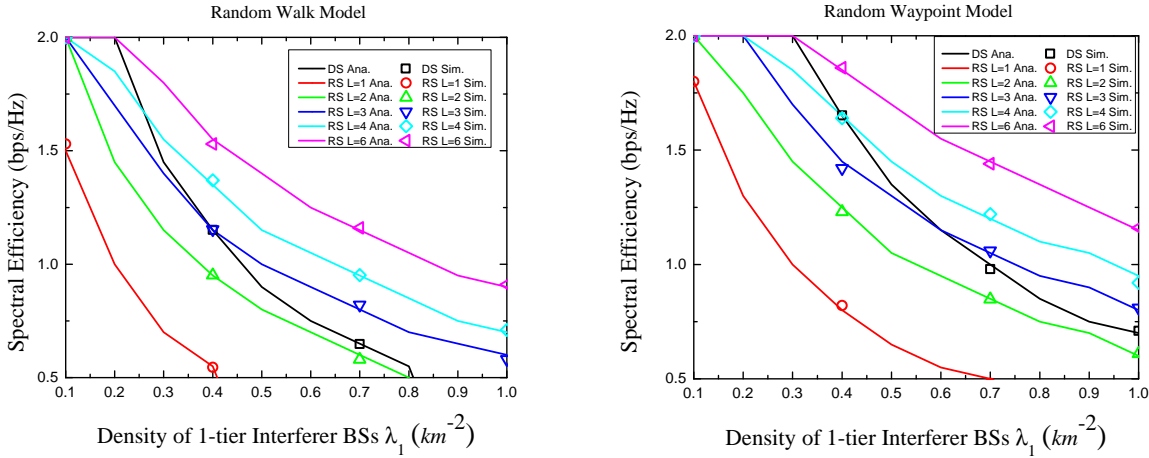 Random Walk Model
2.0
1.5
1.0
0.5
0.1 0.2 0.3 0.4 0.5 0.6 0.7 0.8 0.9 1.0
Spectral Efficiency (bps/Hz)
Density of 1-tier Interferer BSs λ1 (km-2)
DS Ana. DS Sim.
RS L=1 Ana. RS L=1 Sim.
RS L=2 Ana. RS L=2 Sim.
RS L=3 Ana. RS L=3 Sim.
RS L=4 Ana. RS L=4 Sim.
RS L=6 Ana. RS L=6 Sim.
Random Waypoint Model
2.0
1.5
1.0
0.5
0.1 0.2 0.3 0.4 0.5 0.6 0.7 0.8 0.9 1.0
Spectral Efficiency (bps/Hz)
Density of 1-tier Interferer BSs λ1 (km-2)
DS Ana. DS Sim.
RS L=1 Ana. RS L=1 Sim.
RS L=2 Ana. RS L=2 Sim.
RS L=3 Ana. RS L=3 Sim.
RS L=4 Ana. RS L=4 Sim.
RS L=6 Ana. RS L=6 Sim.